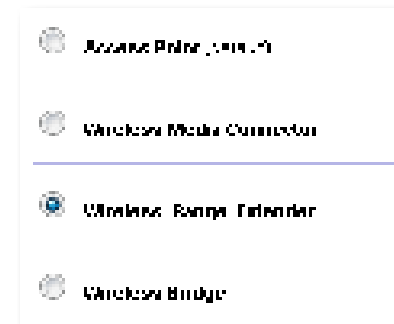 Access Point
Wireless Media Connector
Wireless Range Extender
Wireless Bridge